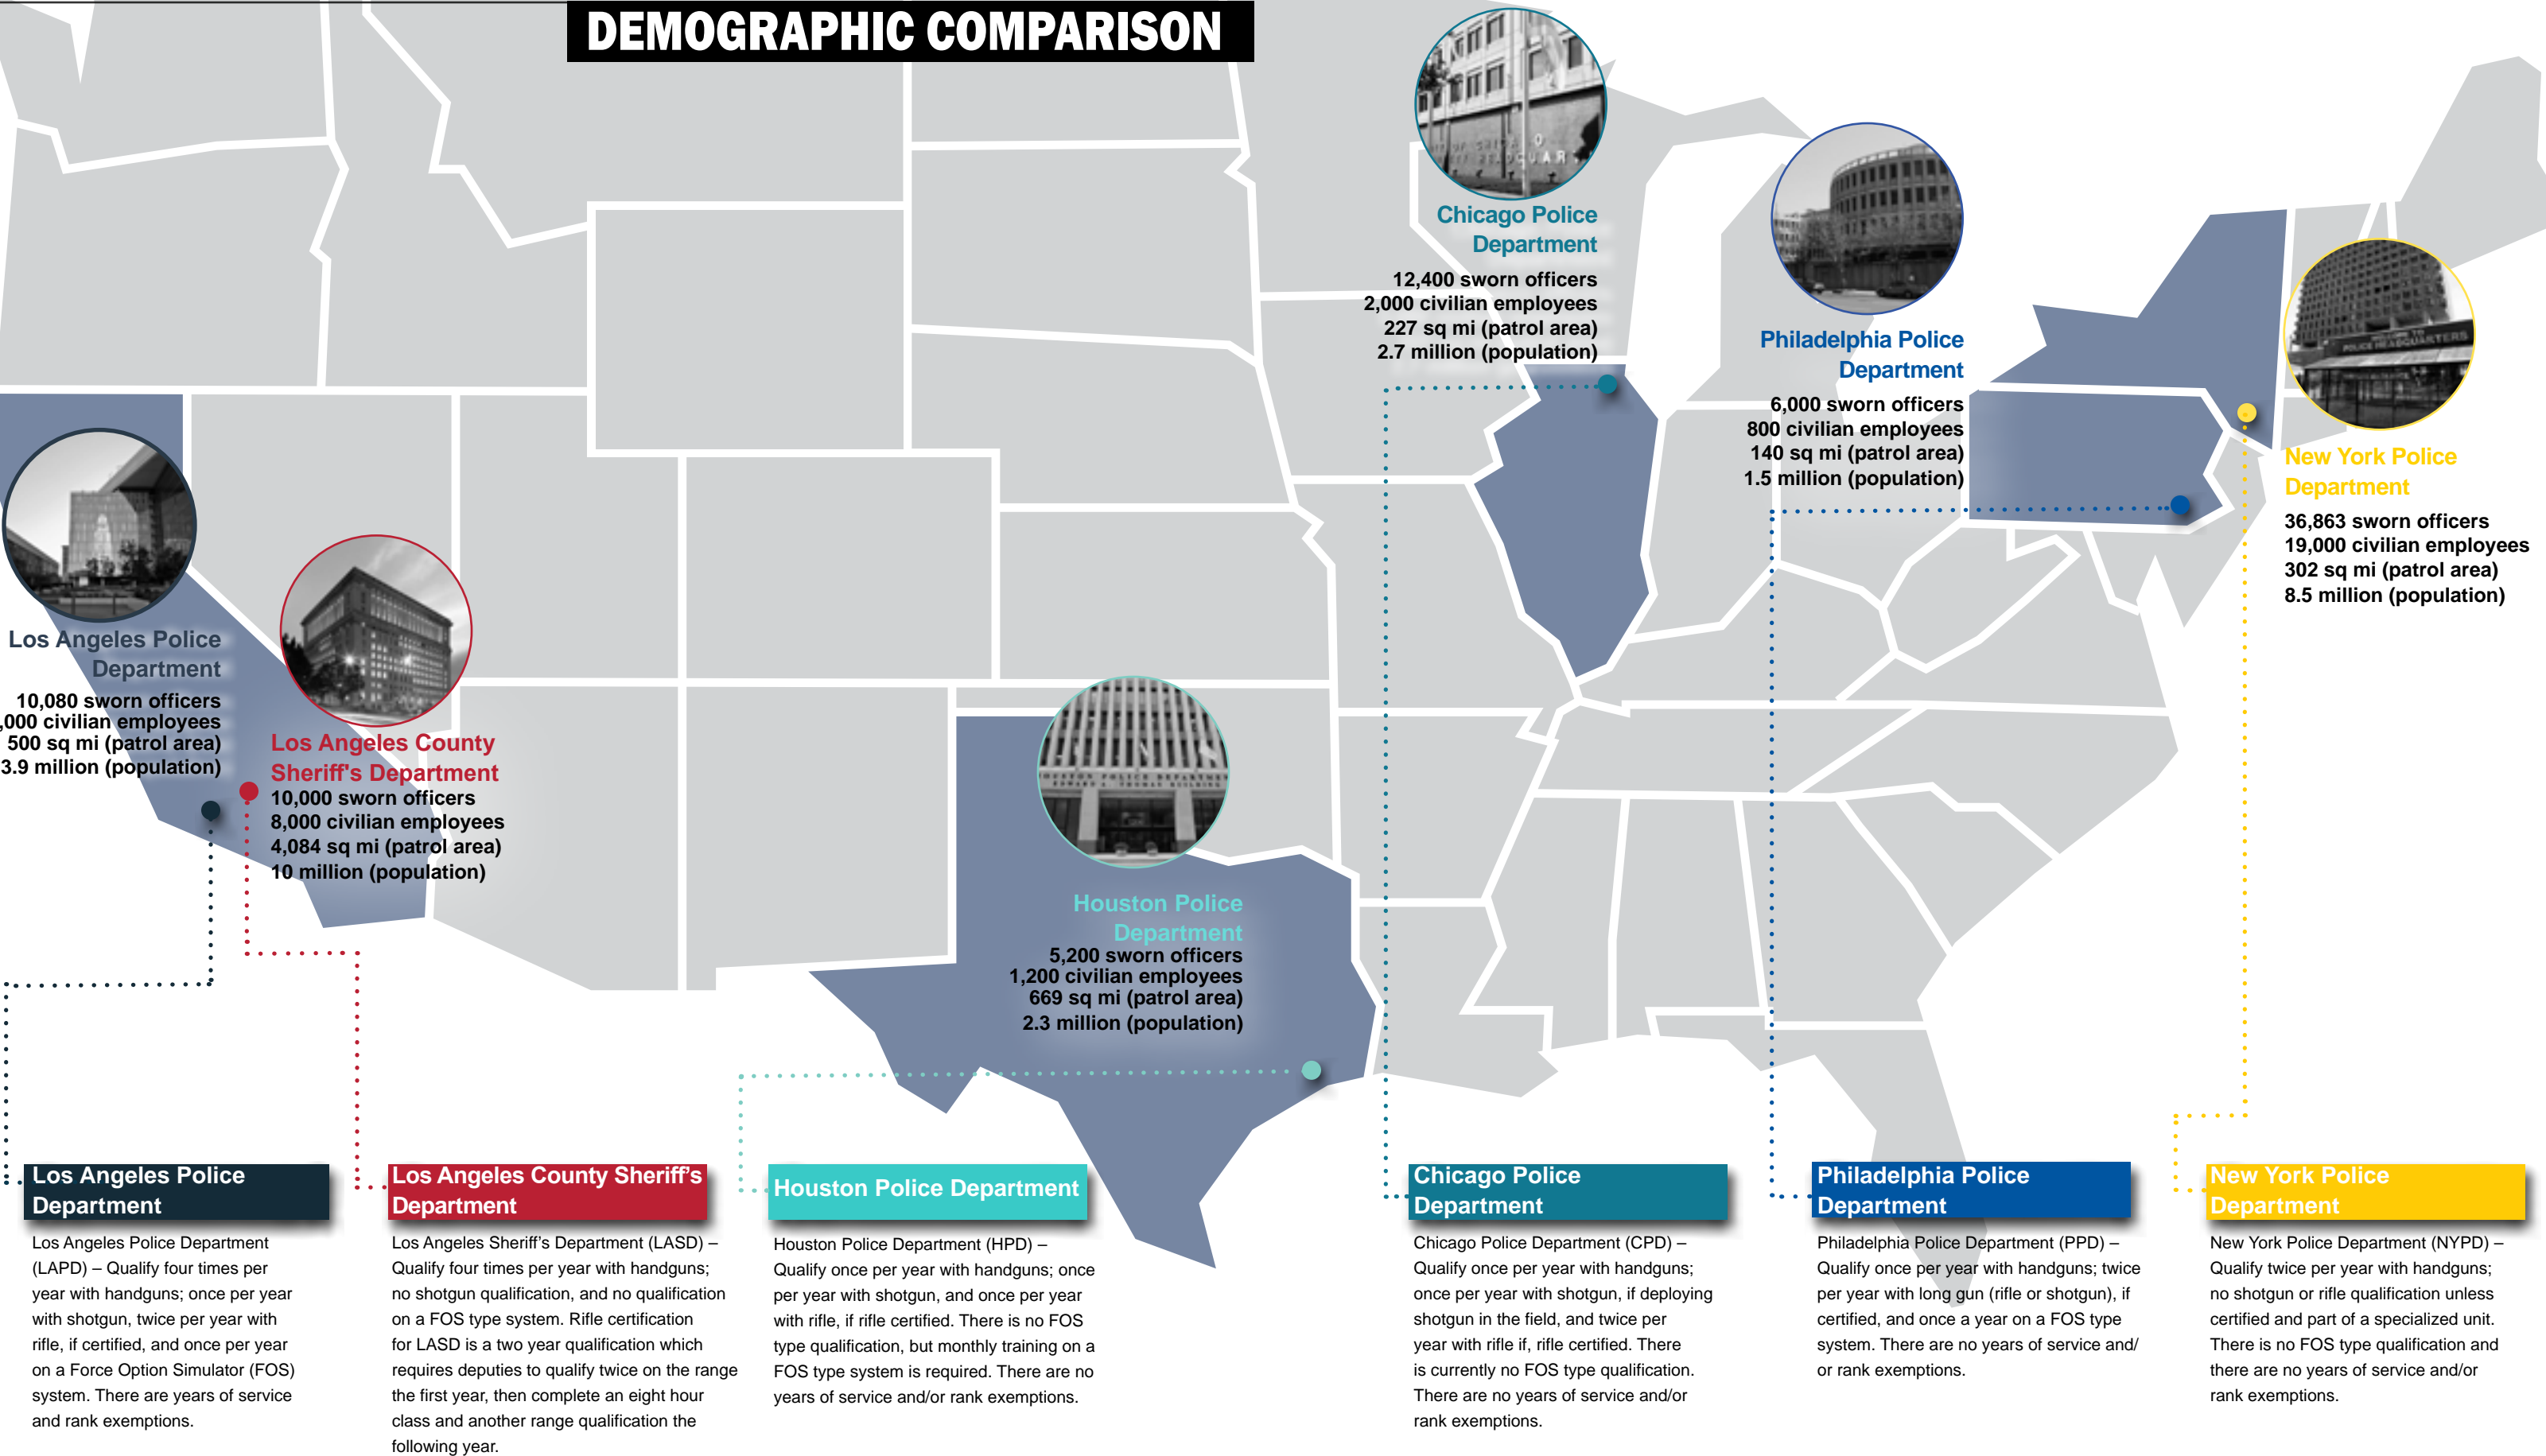 DEMOGRAPHIC COMPARISON
Chicago Police
Department
12,400 sworn officers
2,000 civilian employees
227 sq mi (patrol area)
2.7 million (population)
Philadelphia Police
Department
6,000 sworn officers
800 civilian employees
140 sq mi (patrol area)
1.5 million (population)
POLICE HEADQUARTERS
New York Police
Department
36,863 sworn officers
19,000 civilian employees
302 sq mi (patrol area)
8.5 million (population)
Los Angeles Police
Department
10,080 sworn officers
,000 civilian employees
500 sq mi (patrol area)
3.9 million (population)
Los Angeles County
Sheriff's Department
10,000 sworn officers
8,000 civilian employees
4,084 sq mi (patrol area)
10 million (population)
HOUSTON POLICE DEPARTME
Houston Police
Department
5,200 sworn officers
1,200 civilian employees
669 sq mi (patrol area)
2.3 million (population)
Los Angeles Police
Department
Los Angeles Police Department
(LAPD) – Qualify four times per
year with handguns; once per year
with shotgun, twice per year with
rifle, if certified, and once per year
on a Force Option Simulator (FOS)
system. There are years of service
and rank exemptions.
Los Angeles County Sheriff’s
Department
Los Angeles Sheriff’s Department (LASD) –
Qualify four times per year with handguns;
no shotgun qualification, and no qualification
on a FOS type system. Rifle certification
for LASD is a two year qualification which
requires deputies to qualify twice on the range
the first year, then complete an eight hour
class and another range qualification the
following year.
Houston Police Department
Houston Police Department (HPD) –
Qualify once per year with handguns; once
per year with shotgun, and once per year
with rifle, if rifle certified. There is no FOS
type qualification, but monthly training on a
FOS type system is required. There are no
years of service and/or rank exemptions.
Chicago Police
Department
Chicago Police Department (CPD) –
Qualify once per year with handguns;
once per year with shotgun, if deploying
shotgun in the field, and twice per
year with rifle if, rifle certified. There
is currently no FOS type qualification.
There are no years of service and/or
rank exemptions.
Philadelphia Police
Department
Philadelphia Police Department (PPD) –
Qualify once per year with handguns; twice
per year with long gun (rifle or shotgun), if
certified, and once a year on a FOS type
system. There are no years of service and/
or rank exemptions.
New York Police
Department
New York Police Department (NYPD) –
Qualify twice per year with handguns;
no shotgun or rifle qualification unless
certified and part of a specialized unit.
There is no FOS type qualification and
there are no years of service and/or
rank exemptions.